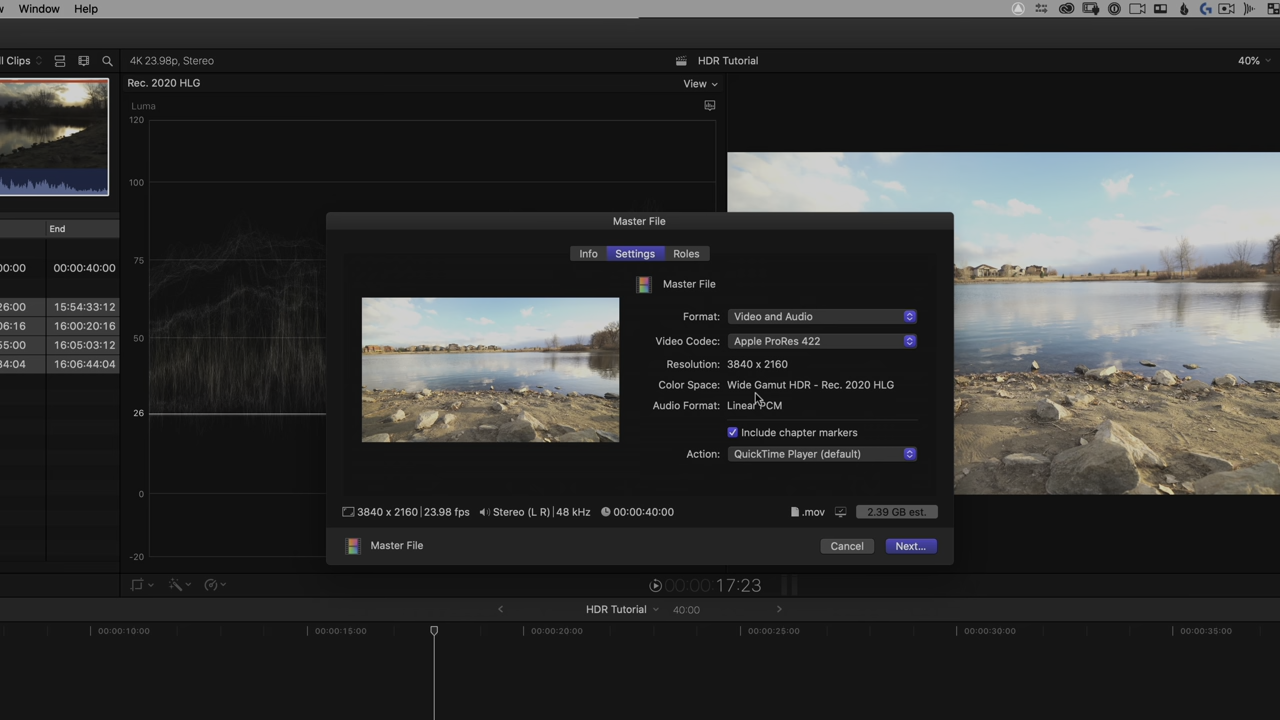 Window Help
Clips
4K 23.98p, Stereo
HDR Tutorial
40%
Rec. 2020 HLG
View
Luma
120
100
75
50
26
0
-20
End
00:00
00:00:40:00
26:00
15:54:33:12
06:16
16:00:20:16
55:00
16:05:03:12
34:04
16:06:44:04
Master File
Info Settings Roles
Master File
Format: Video and Audio
Video Codec: Apple ProRes 422
Resolution: 3840 x 2160
Color Space: Wide Gamut HDR - Rec. 2020 HLG
Audio Format: Linear PCM
Include chapter markers
Action: QuickTime Player (default)
3840 x 2160 | 23.98 fps
Stereo (L R) | 48 kHz
00:00:40:00
.mov
2.39 GB est.
Master File
Cancel
Next...
00:00:17:23
HDR Tutorial
40:00
00:00:10:00
00:00:15:00
00:00:20:00
00:00:25:00
00:00:30:00
00:00:35:00